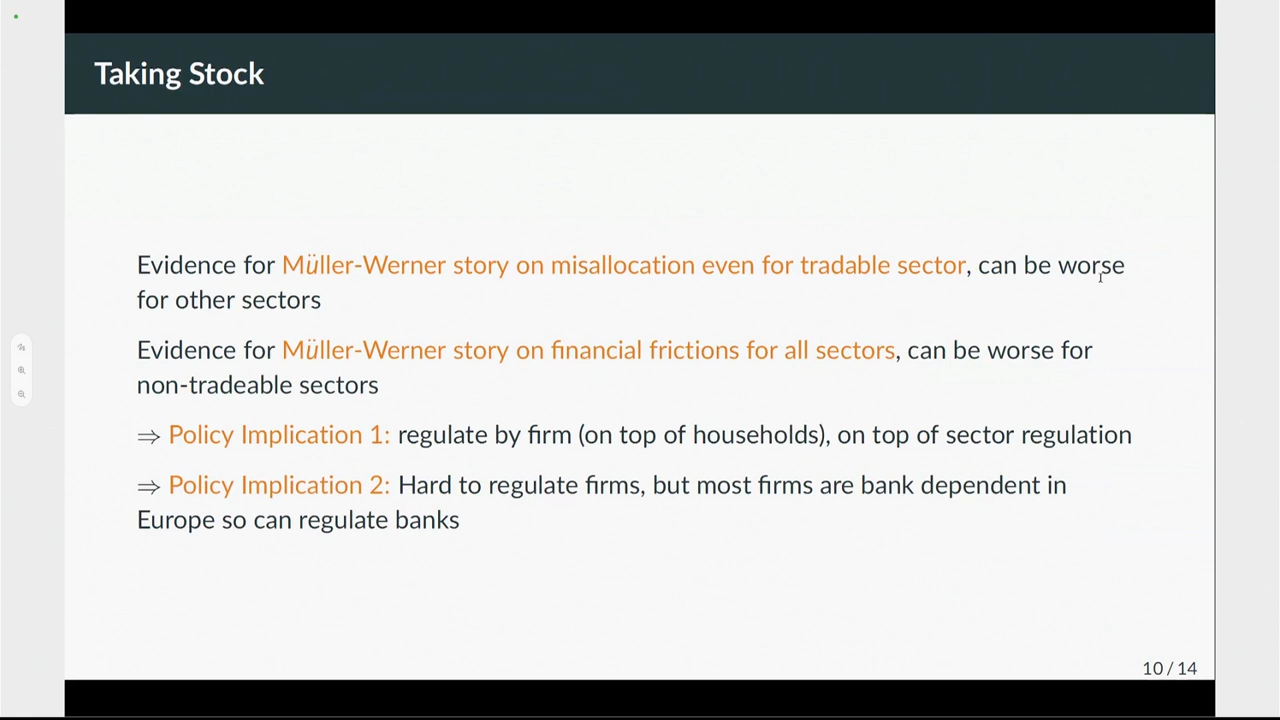 Taking Stock
Evidence for Müller-Werner story on misallocation even for tradable sector, can be worse
for other sectors
Evidence for Müller-Werner story on financial frictions for all sectors, can be worse for
non-tradeable sectors
⇒ Policy Implication 1: regulate by firm (on top of households), on top of sector regulation
⇒ Policy Implication 2: Hard to regulate firms, but most firms are bank dependent in
Europe so can regulate banks
10 / 14